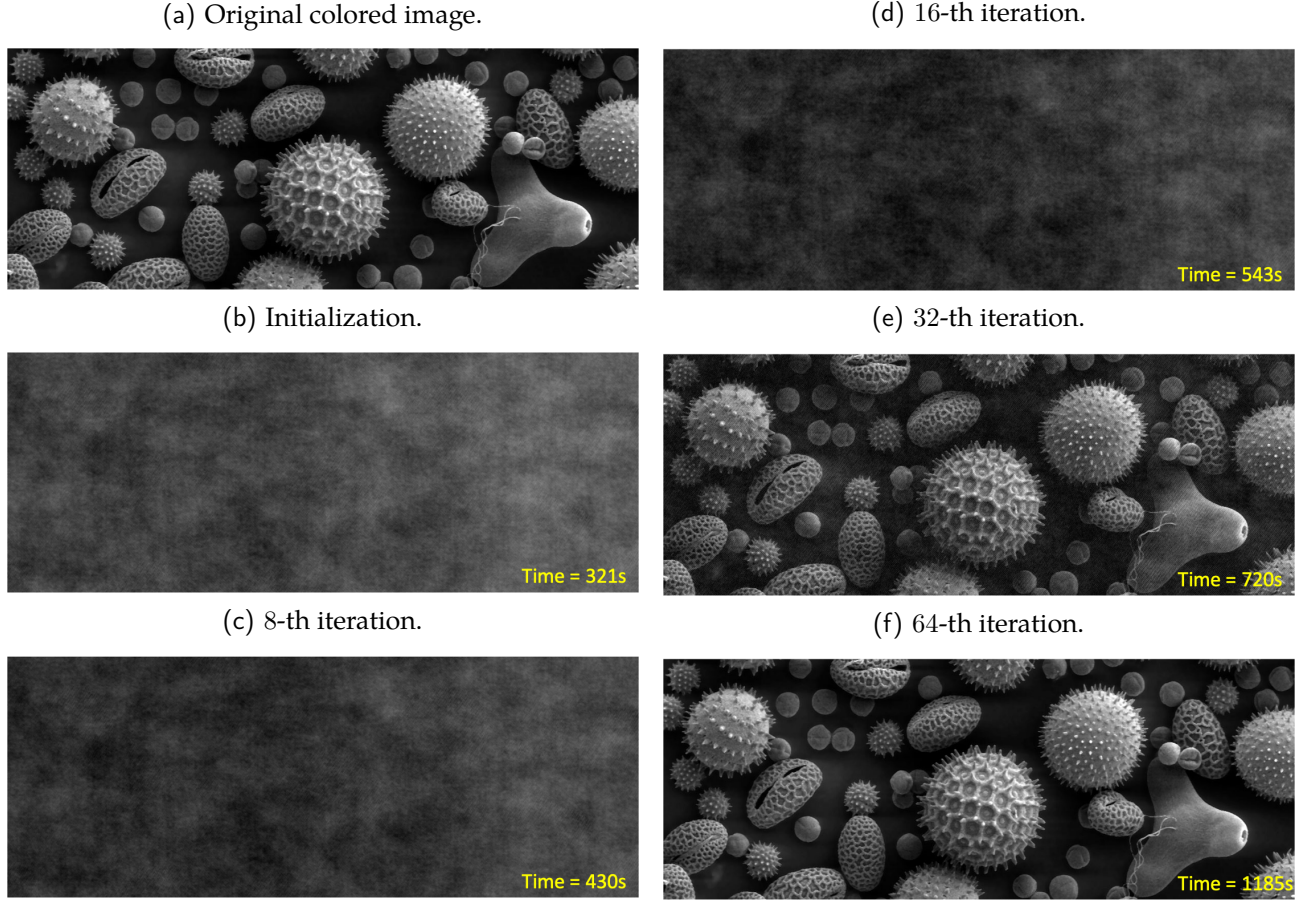 (a) Original colored image.
(b) Initialization.
Time = 321s
(c) 8-th iteration.
Time = 430s
(d) 16-th iteration.
Time = 543s
(e) 32-th iteration.
Time = 720s
(f) 64-th iteration.
Time = 1185s